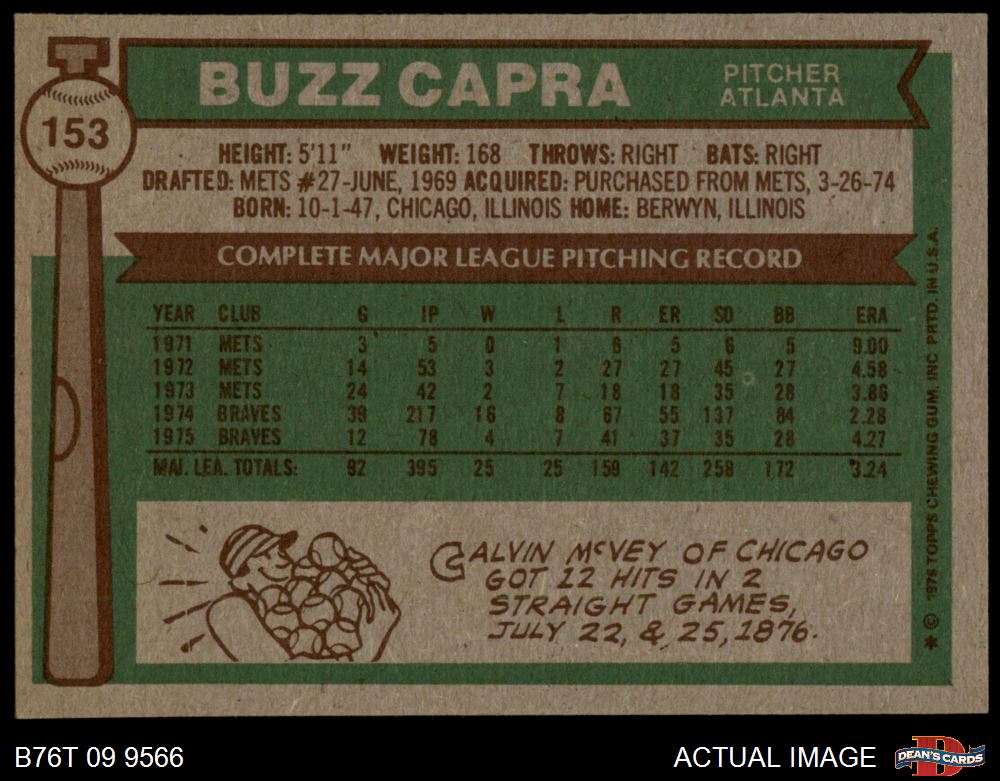 153
BUZZ CAPRA
PITCHER
ATLANTA
HEIGHT: 5'11" WEIGHT: 168 THROWS: RIGHT BATS: RIGHT
DRAFTED: METS #27-JUNE, 1969 ACQUIRED: PURCHASED FROM METS, 3-26-74
BORN: 10-1-47, CHICAGO, ILLINOIS HOME: BERWYN, ILLINOIS
COMPLETE MAJOR LEAGUE PITCHING RECORD
YEAR CLUB G IP W L R ER SO BB ERA
1971 METS 3 5 0 1 6 5 6 5 9.00
1972 METS 14 53 3 2 27 27 45 27 4.58
1973 METS 24 42 2 7 18 18 35 28 3.86
1974 BRAVES 39 217 16 8 67 55 137 84 2.28
1975 BRAVES 12 78 4 7 41 37 35 28 4.27
MAJ. LEA. TOTALS: 92 395 25 25 159 142 258 172 3.24
CALVIN McVEY OF CHICAGO
GOT 12 HITS IN 2
STRAIGHT GAMES,
JULY 22, & 25, 1876.
* © 1976 TOPPS CHEWING GUM, INC PRTD. IN U.S.A.
B76T 09 9566
ACTUAL IMAGE
D
DEAN'S CARDS